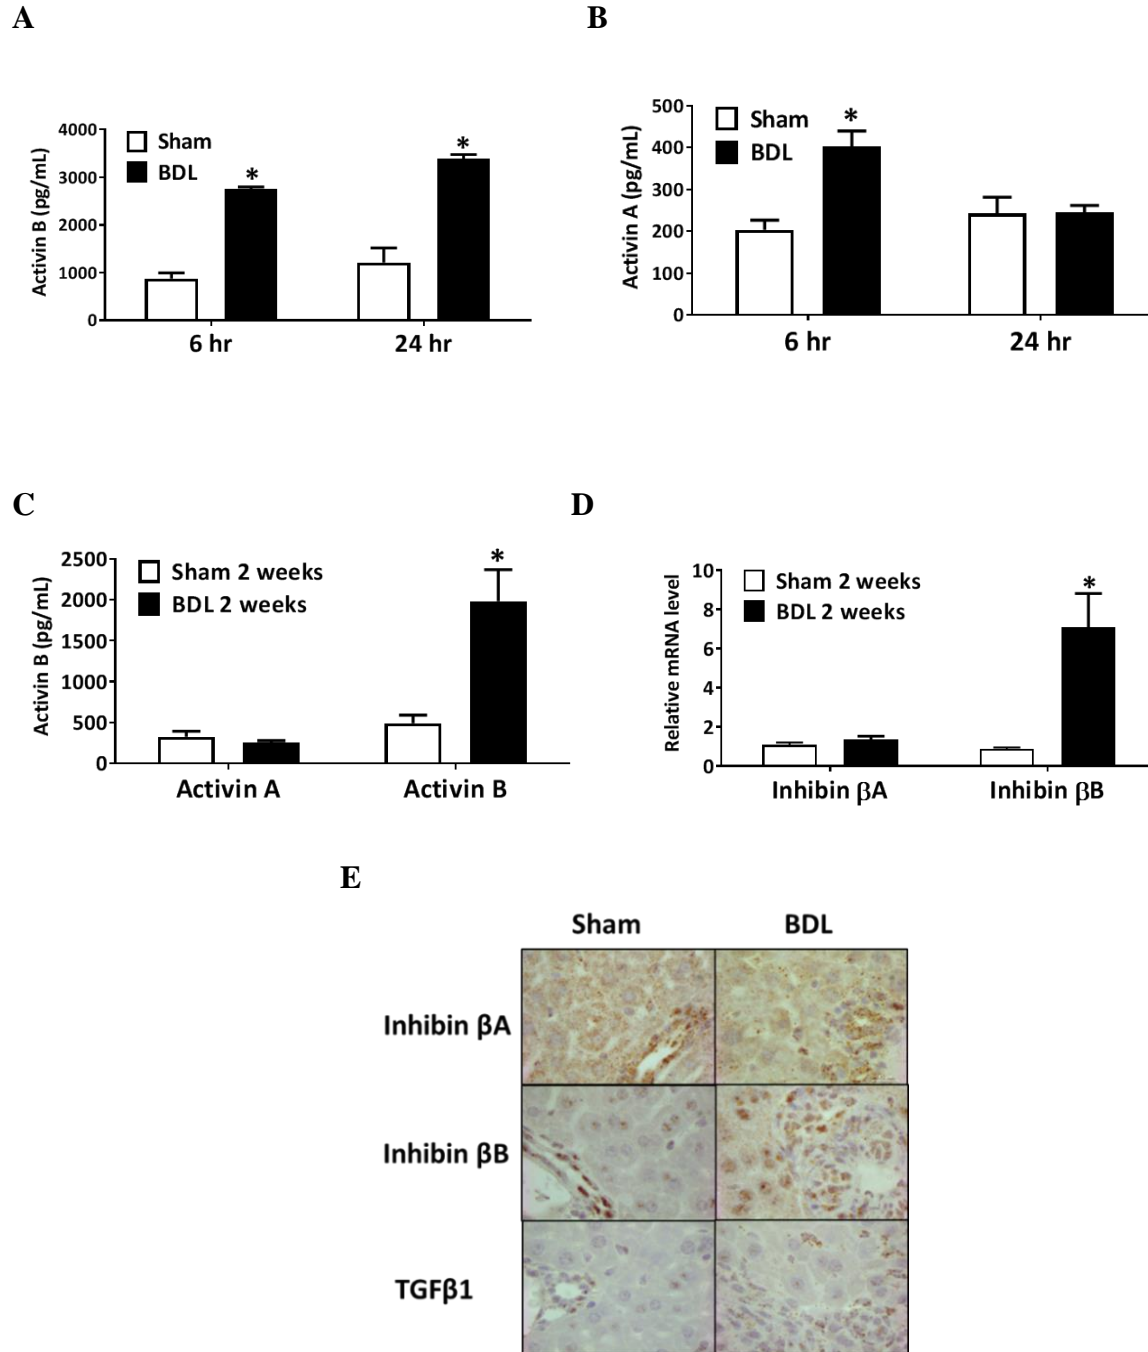 A
B
4000
3000
2000
1000
0
Activin B (pg/mL)
Sham
BDL
*
*
6 hr
24 hr
500
400
300
200
100
0
Activin A (pg/mL)
Sham
BDL
*
6 hr
24 hr
C
D
2500
2000
1500
1000
500
0
Activin B (pg/mL)
Sham 2 weeks
BDL 2 weeks
*
Activin A
Activin B
10
8
6
4
2
0
Relative mRNA level
Sham 2 weeks
BDL 2 weeks
*
Inhibin βA
Inhibin βB
E
Sham
BDL
Inhibin βA
Inhibin βB
TGFβ1